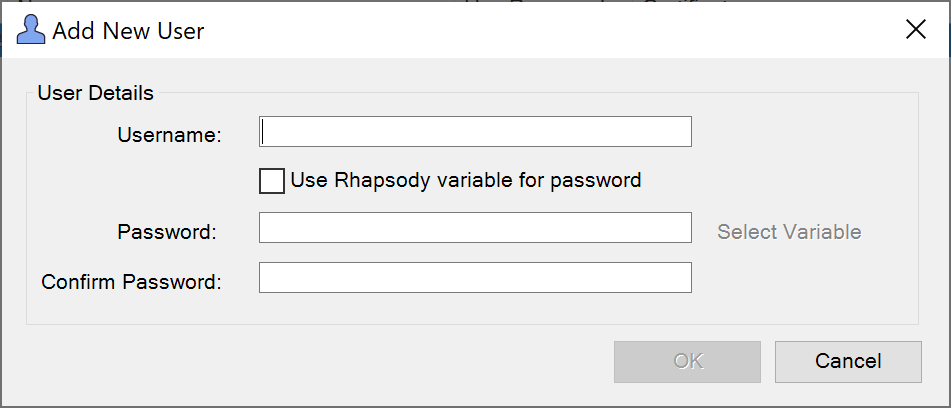 Add New User
User Details
Username:
Use Rhapsody variable for password
Password:
Select Variable
Confirm Password:
OK
Cancel